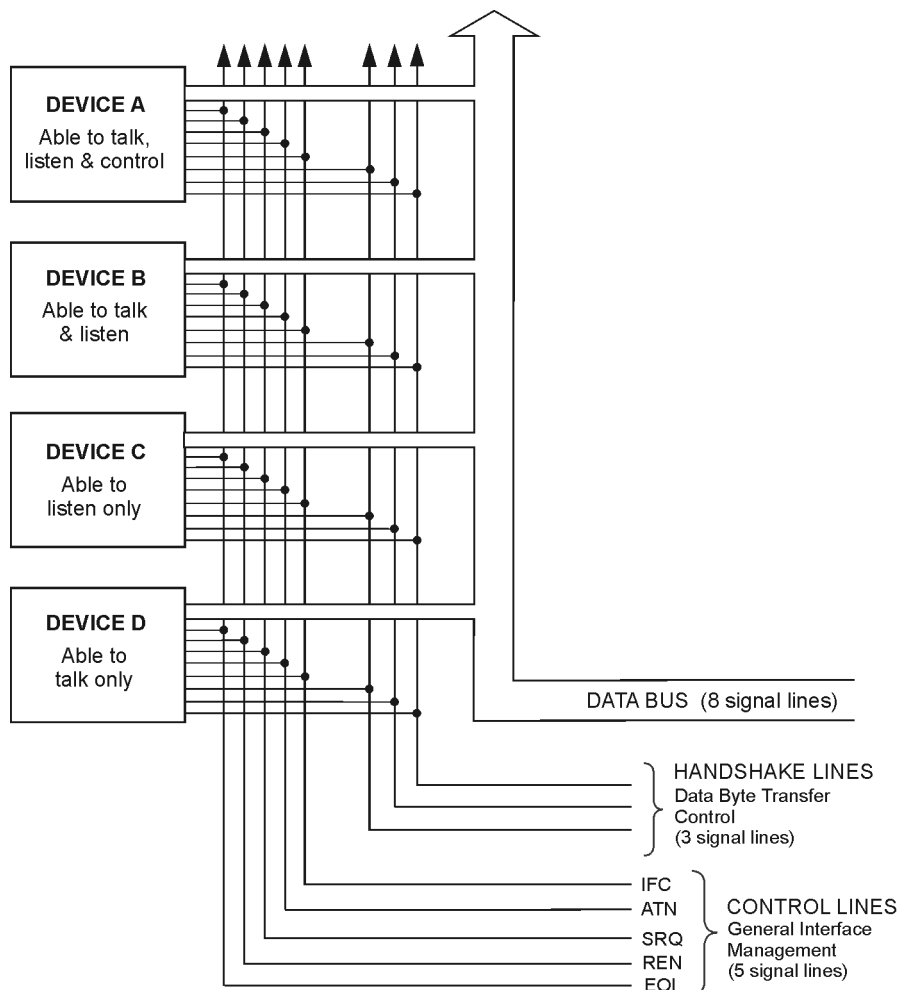 DEVICE A
Able to talk,
listen & control
DEVICE B
Able to talk
& listen
DEVICE C
Able to
listen only
DEVICE D
Able to
talk only
DATA BUS (8 signal lines)
HANDSHAKE LINES
Data Byte Transfer
Control
(3 signal lines)
IFC
ATN
SRQ
REN
EOI
CONTROL LINES
General Interface
Management
(5 signal lines)